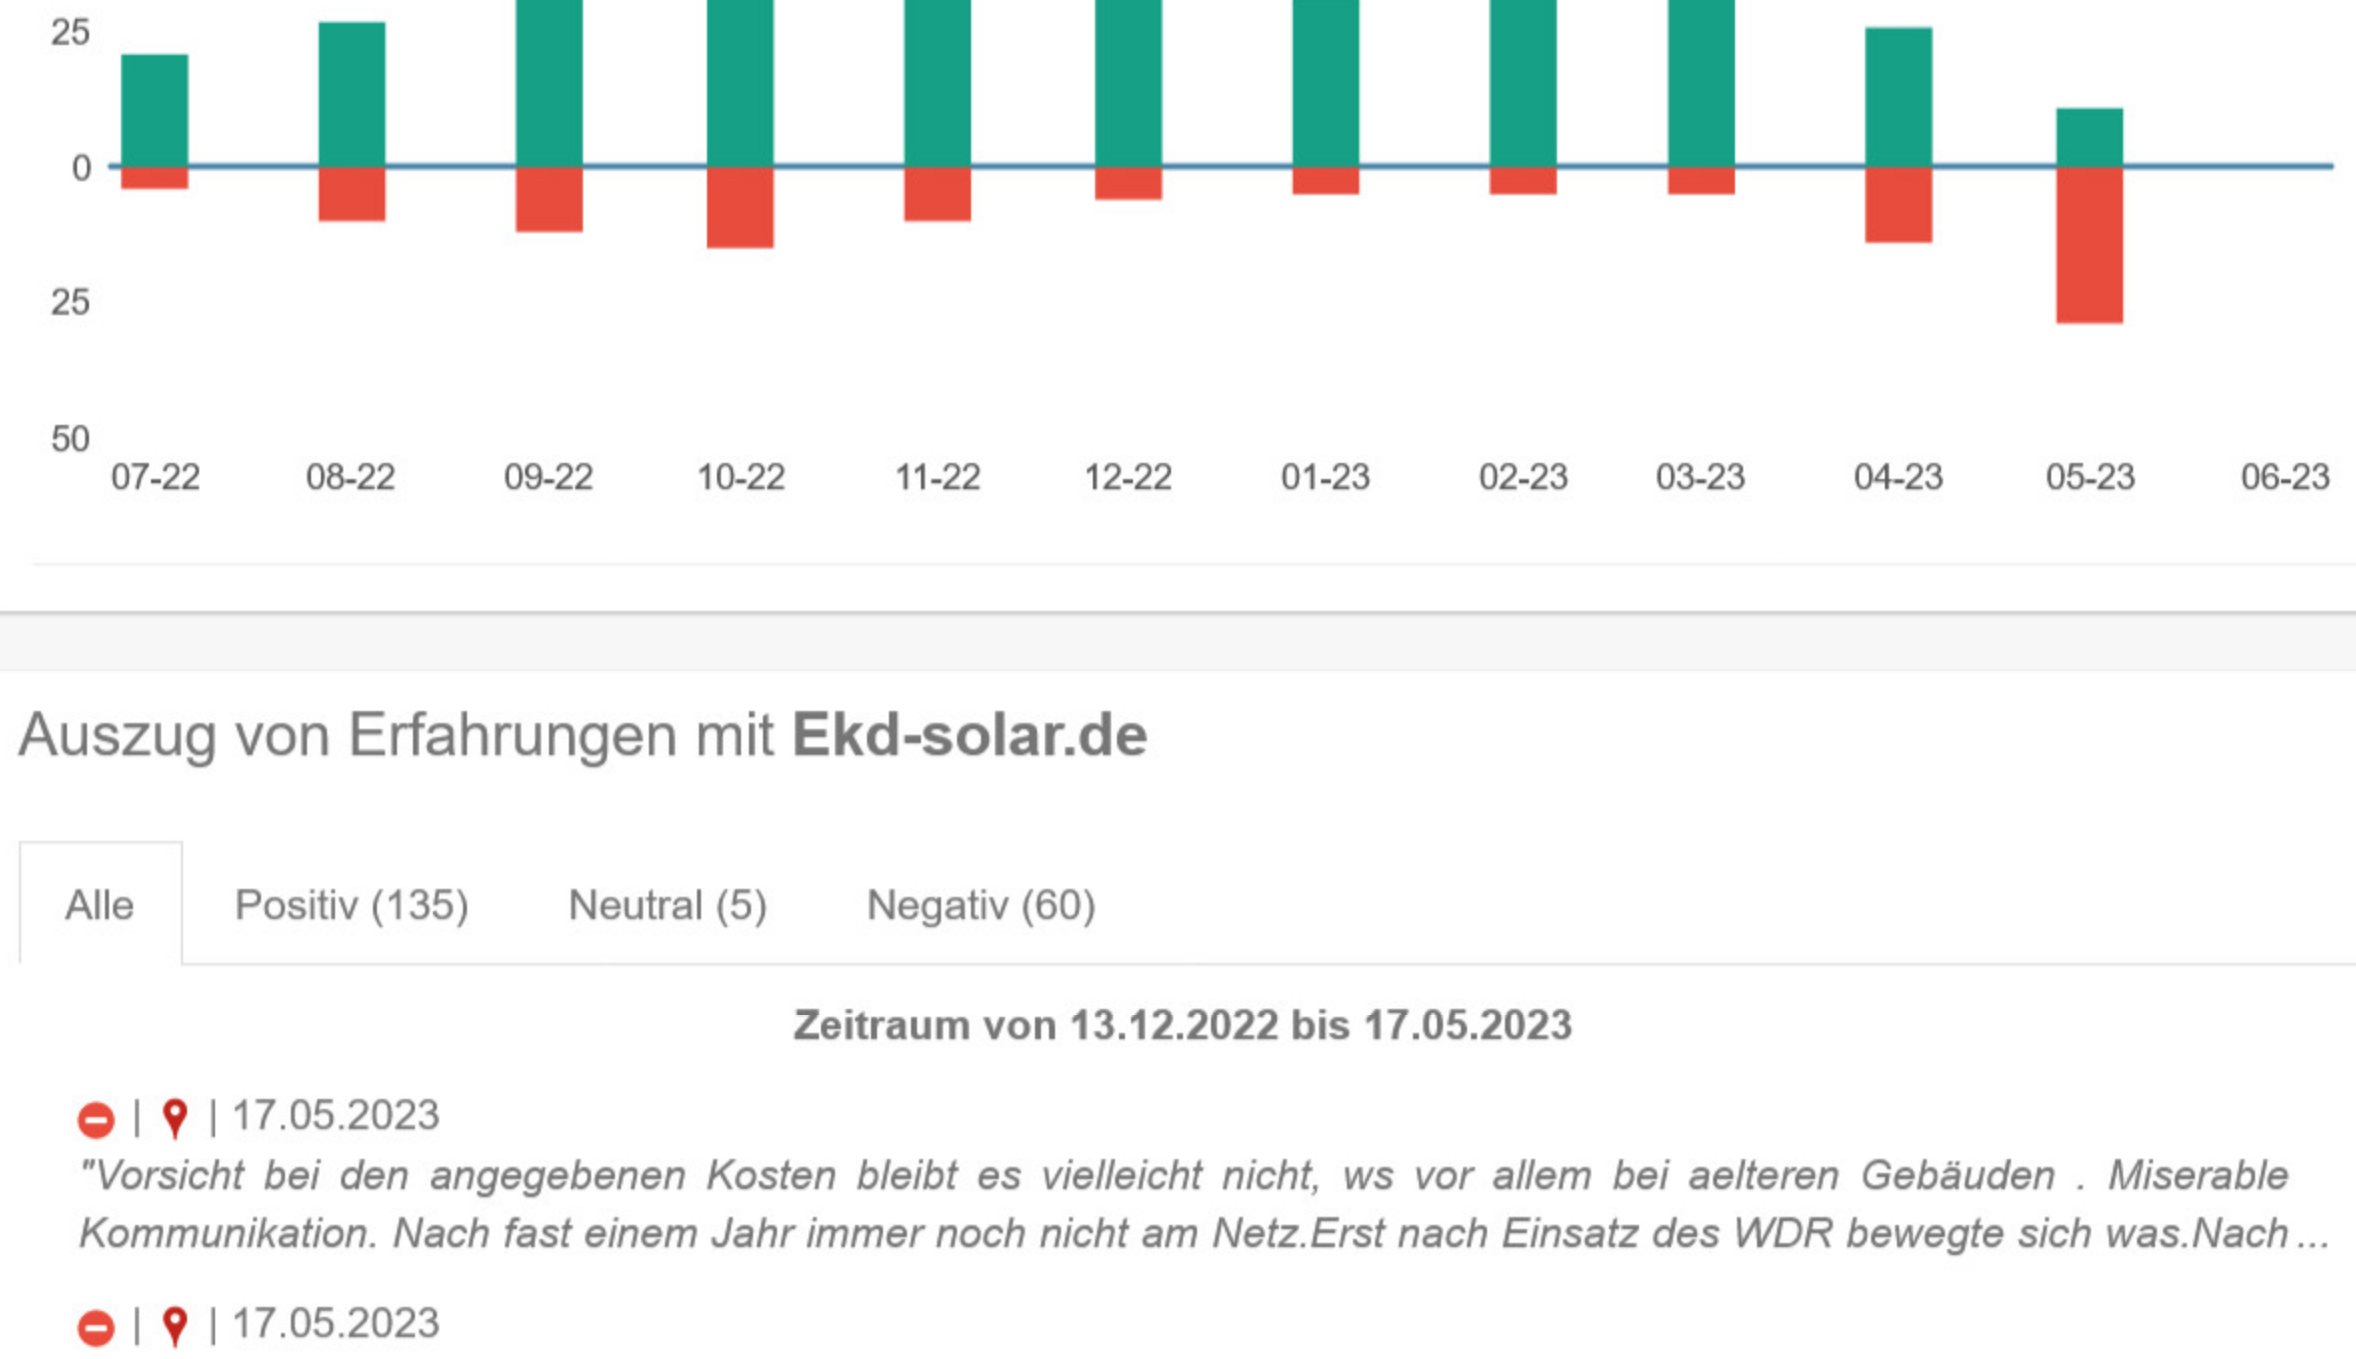 25
0
25
50
07-22 08-22 09-22 10-22 11-22 12-22 01-23 02-23 03-23 04-23 05-23 06-23
Auszug von Erfahrungen mit Ekd-solar.de
Alle Positiv (135) Neutral (5) Negativ (60)
Zeitraum von 13.12.2022 bis 17.05.2023
| | 17.05.2023
"Vorsicht bei den angegebenen Kosten bleibt es vielleicht nicht, ws vor allem bei aelteren Gebäuden . Miserable
Kommunikation. Nach fast einem Jahr immer noch nicht am Netz.Erst nach Einsatz des WDR bewegte sich was.Nach ...
| | 17.05.2023